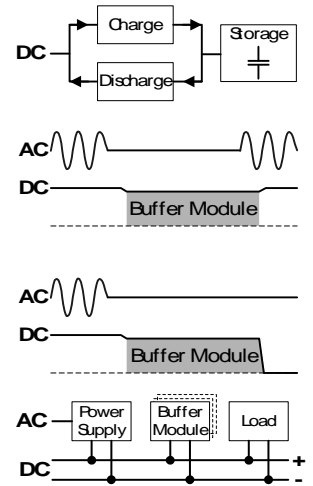 Charge
Storage
DC
Discharge
AC
DC
Buffer Module
AC
DC
Buffer Module
AC
Power Supply
Buffer Module
Load
DC
+
-